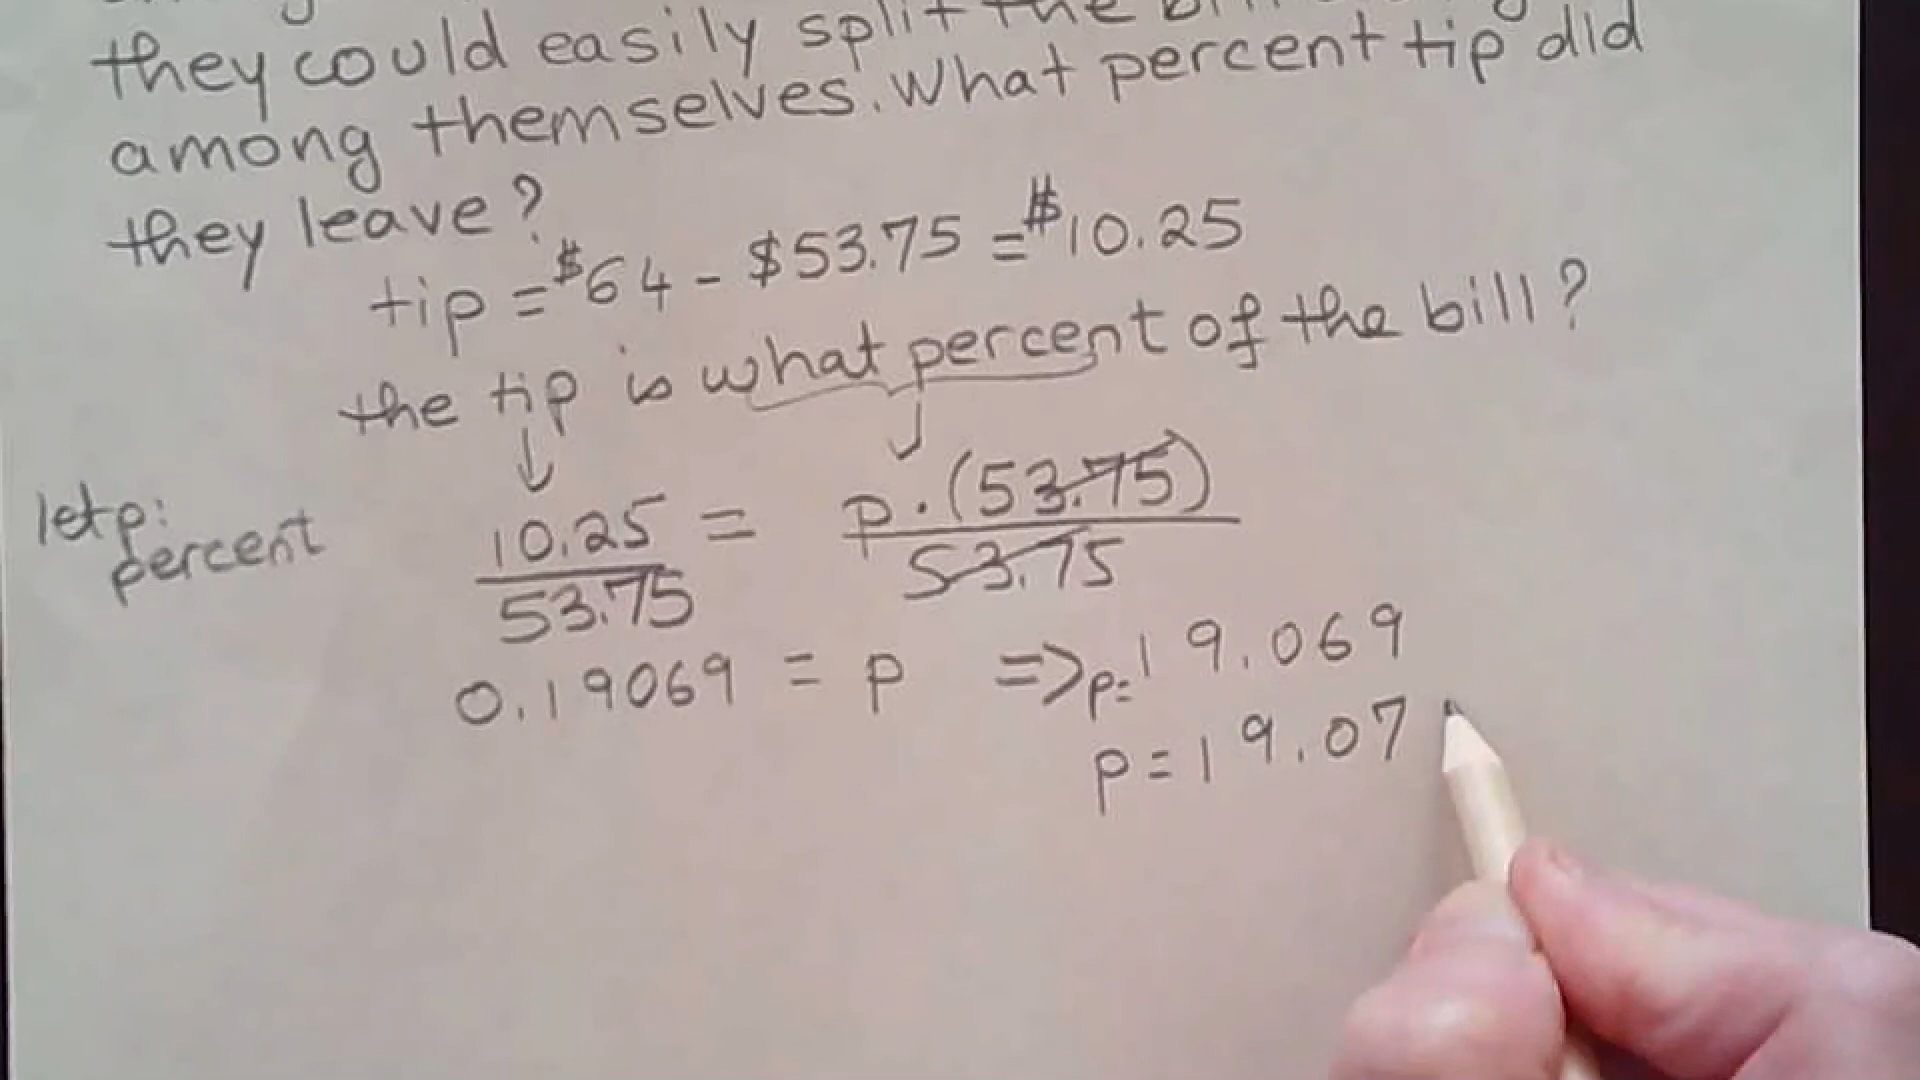 they could easily split the
among themselves. What percent tip did
they leave?
tip = $64 - $53.75 = $10.25
the tip is what percent of the bill?
let p:
percent
10.25 = p . (53.75)
53.75 53.75
0.19069 = p => p= 19.069
p = 19.07